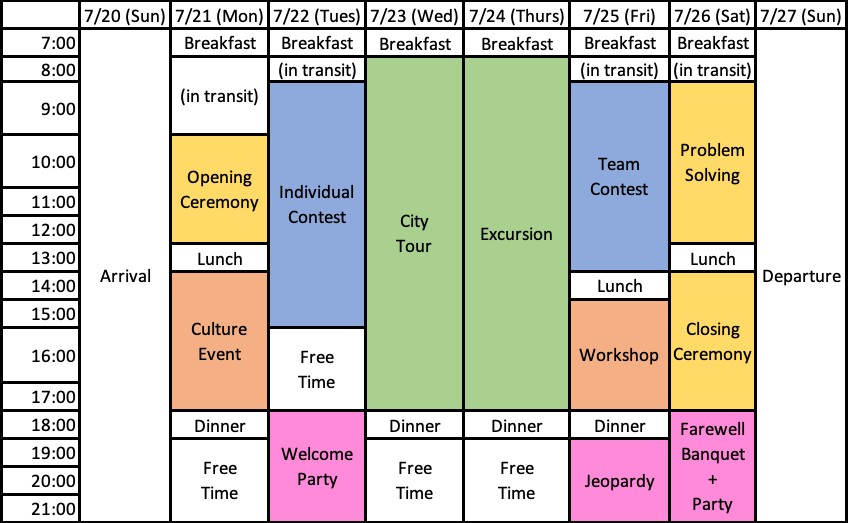 7/20 (Sun) 7/21 (Mon) 7/22 (Tues) 7/23 (Wed) 7/24 (Thurs) 7/25 (Fri) 7/26 (Sat) 7/27 (Sun)
7:00 Breakfast Breakfast Breakfast Breakfast Breakfast Breakfast
8:00 (in transit) (in transit) (in transit)
(in transit)
9:00
10:00 Team Problem
Opening Individual Contest Solving
11:00 Ceremony Contest City Excursion
12:00 Tour
13:00 Lunch Lunch
14:00 Arrival Lunch Departure
15:00
Culture Closing
16:00 Event Free Workshop Ceremony
Time
17:00
18:00 Dinner Dinner Dinner Dinner Farewell
19:00 Welcome Banquet
20:00 Free Party Free Free Jeopardy +
21:00 Time Time Time Party